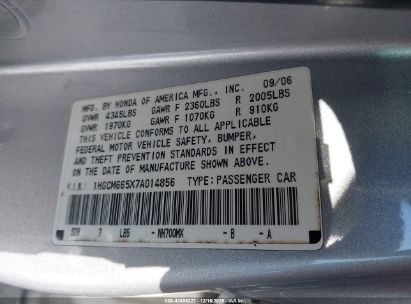 MFD. BY HONDA OF AMERICA MFG., INC. 09/06
GVWR 4345LBS GAWR F 2360LBS R 2005LBS
GVWR 1970KG GAWR F 1070KG R 910KG
THIS VEHICLE CONFORMS TO ALL APPLICABLE
FEDERAL MOTOR VEHICLE SAFETY, BUMPER,
AND THEFT PREVENTION STANDARDS IN EFFECT
ON THE DATE OF MANUFACTURE SHOWN ABOVE.
V.I.N. 1HGCM665X7A014856 TYPE: PASSENGER CAR
7 L85 - NH700MX - B - A